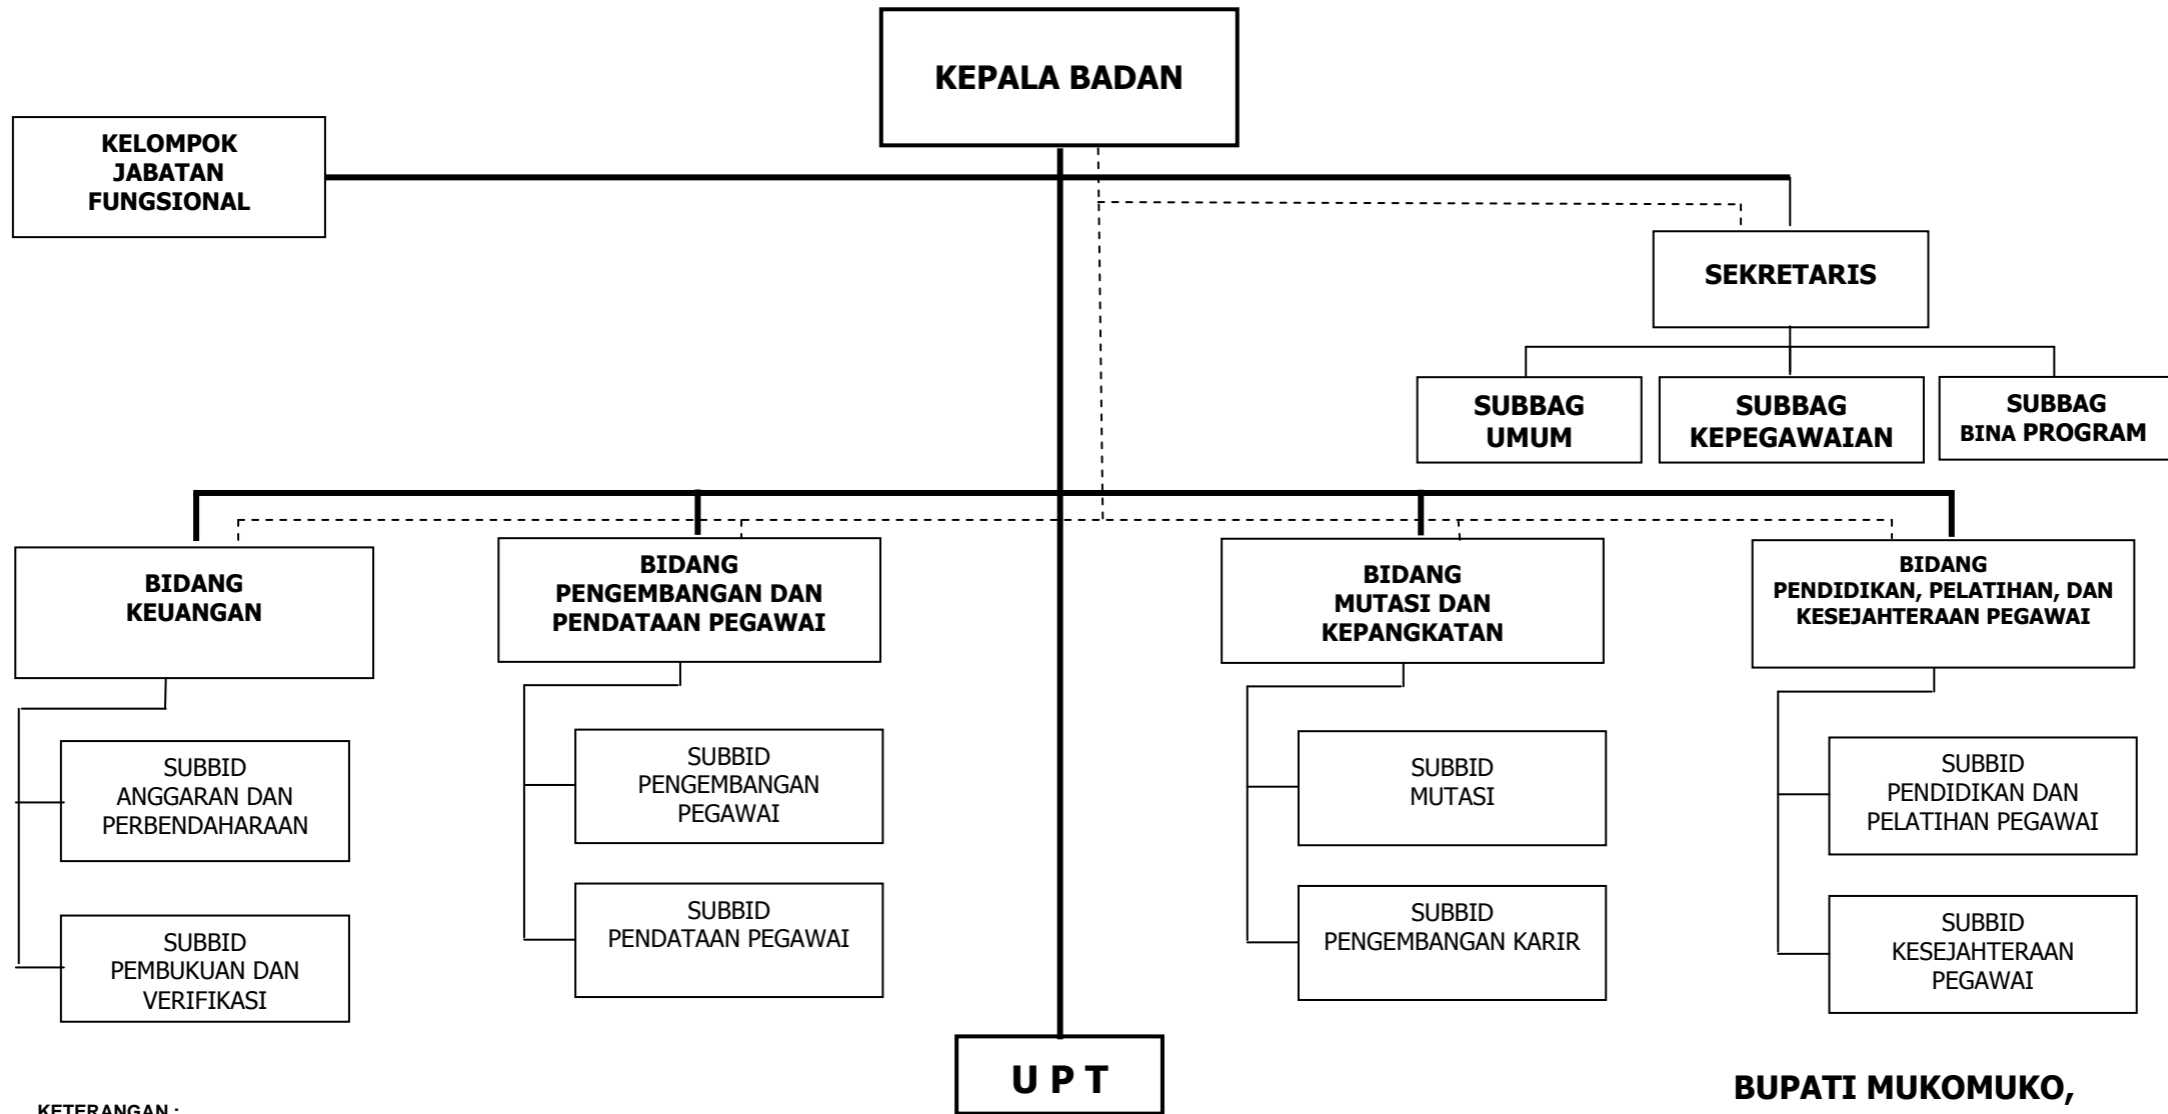 KEPALA BADAN
KELOMPOK
JABATAN
FUNGSIONAL
SEKRETARIS
SUBBAG
UMUM
SUBBAG
KEPEGAWAIAN
SUBBAG
BINA PROGRAM
BIDANG
KEUANGAN
BIDANG
PENGEMBANGAN DAN
PENDATAAN PEGAWAI
BIDANG
MUTASI DAN
KEPANGKATAN
BIDANG
PENDIDIKAN, PELATIHAN, DAN
KESEJAHTERAAN PEGAWAI
SUBBID
ANGGARAN DAN
PERBENDAHARAAN
SUBBID
PENGEMBANGAN
PEGAWAI
SUBBID
MUTASI
SUBBID
PENDIDIKAN DAN
PELATIHAN PEGAWAI
SUBBID
PEMBUKUAN DAN
VERIFIKASI
SUBBID
PENDATAAN PEGAWAI
SUBBID
PENGEMBANGAN KARIR
SUBBID
KESEJAHTERAAN
PEGAWAI
U P T
BUPATI MUKOMUKO,
KETERANGAN :